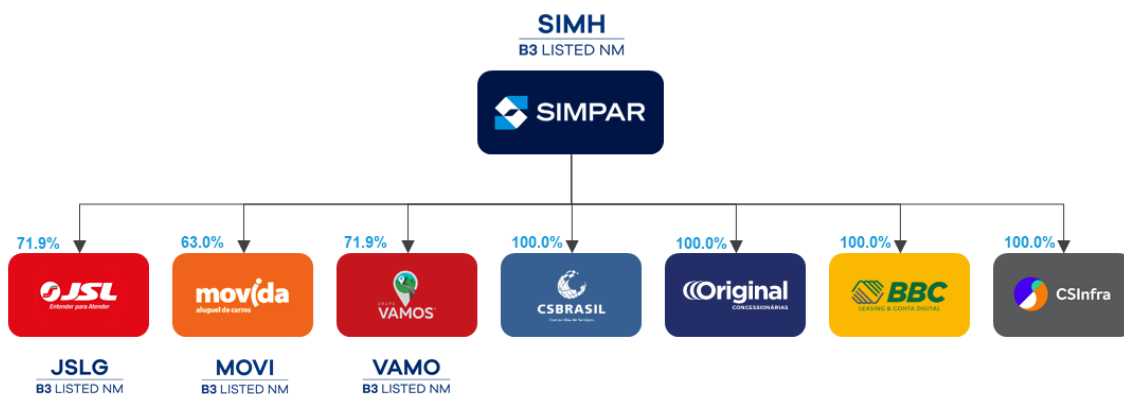 SIMH
B3 LISTED NM
SIMPAR
71.9%
63.0%
71.9%
100.0%
100.0%
100.0%
100.0%
JSL
Entender para Atender
movida
aluguel de carros
GRUPO
VAMOS
CSBRASIL
Original
CONCESSIONÁRIAS
BBC
LEASING & CONTA DIGITAL
CSInfra
JSLG
B3 LISTED NM
MOVI
B3 LISTED NM
VAMO
B3 LISTED NM